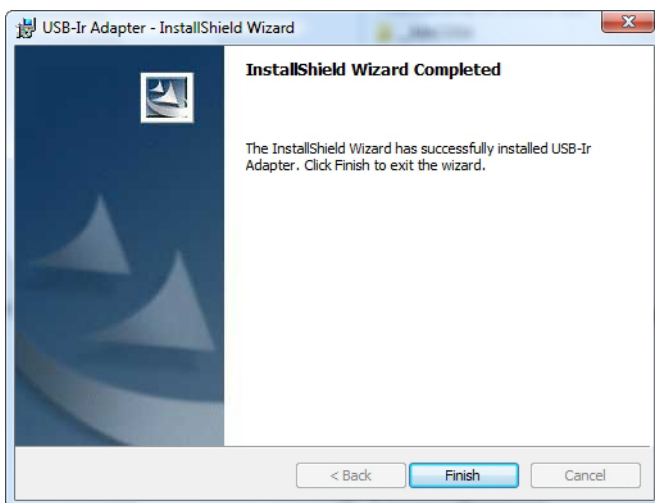 USB-Ir Adapter - InstallShield Wizard
InstallShield Wizard Completed
The InstallShield Wizard has successfully installed USB-Ir
Adapter. Click Finish to exit the wizard.
< Back
Finish
Cancel